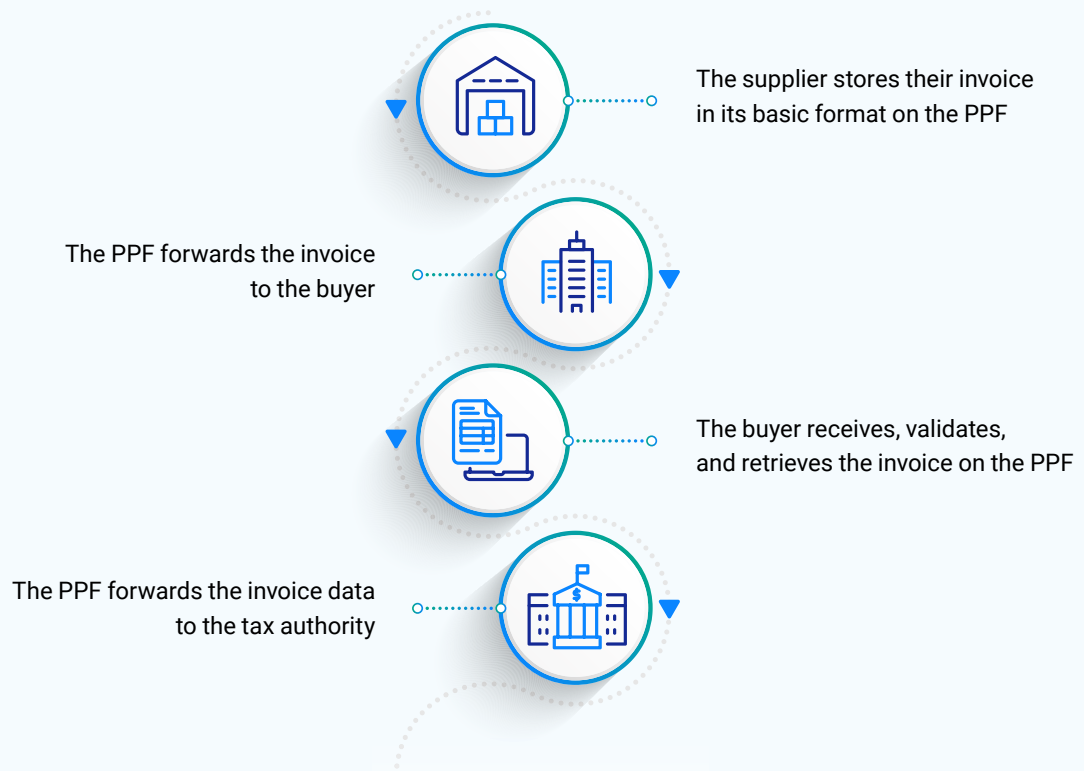 The supplier stores their invoice
in its basic format on the PPF
The PPF forwards the invoice
to the buyer
The buyer receives, validates,
and retrieves the invoice on the PPF
The PPF forwards the invoice data
to the tax authority
$